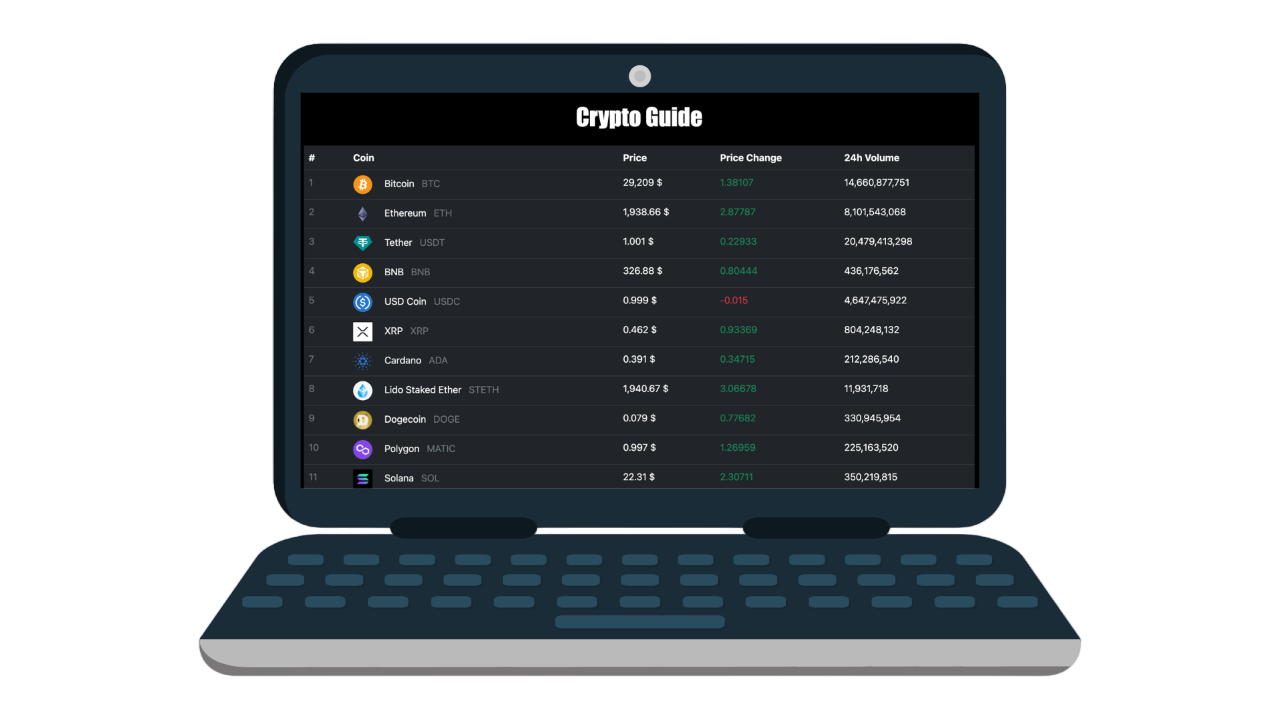 Crypto Guide
# Coin Price Price Change 24h Volume
1 Bitcoin BTC 29,209 $ 1.38107 14,660,877,751
2 Ethereum ETH 1,938.66 $ 2.87787 8,101,543,068
3 Tether USDT 1.001 $ 0.22933 20,479,413,298
4 BNB BNB 326.88 $ 0.80444 436,176,562
5 USD Coin USDC 0.999 $ -0.015 4,647,475,922
6 XRP XRP 0.462 $ 0.93369 804,248,132
7 Cardano ADA 0.391 $ 0.34715 212,286,540
8 Lido Staked Ether STETH 1,940.67 $ 3.06678 11,931,718
9 Dogecoin DOGE 0.079 $ 0.77682 330,945,954
10 Polygon MATIC 0.997 $ 1.26959 225,163,520
11 Solana SOL 22.31 $ 2.30711 350,219,815